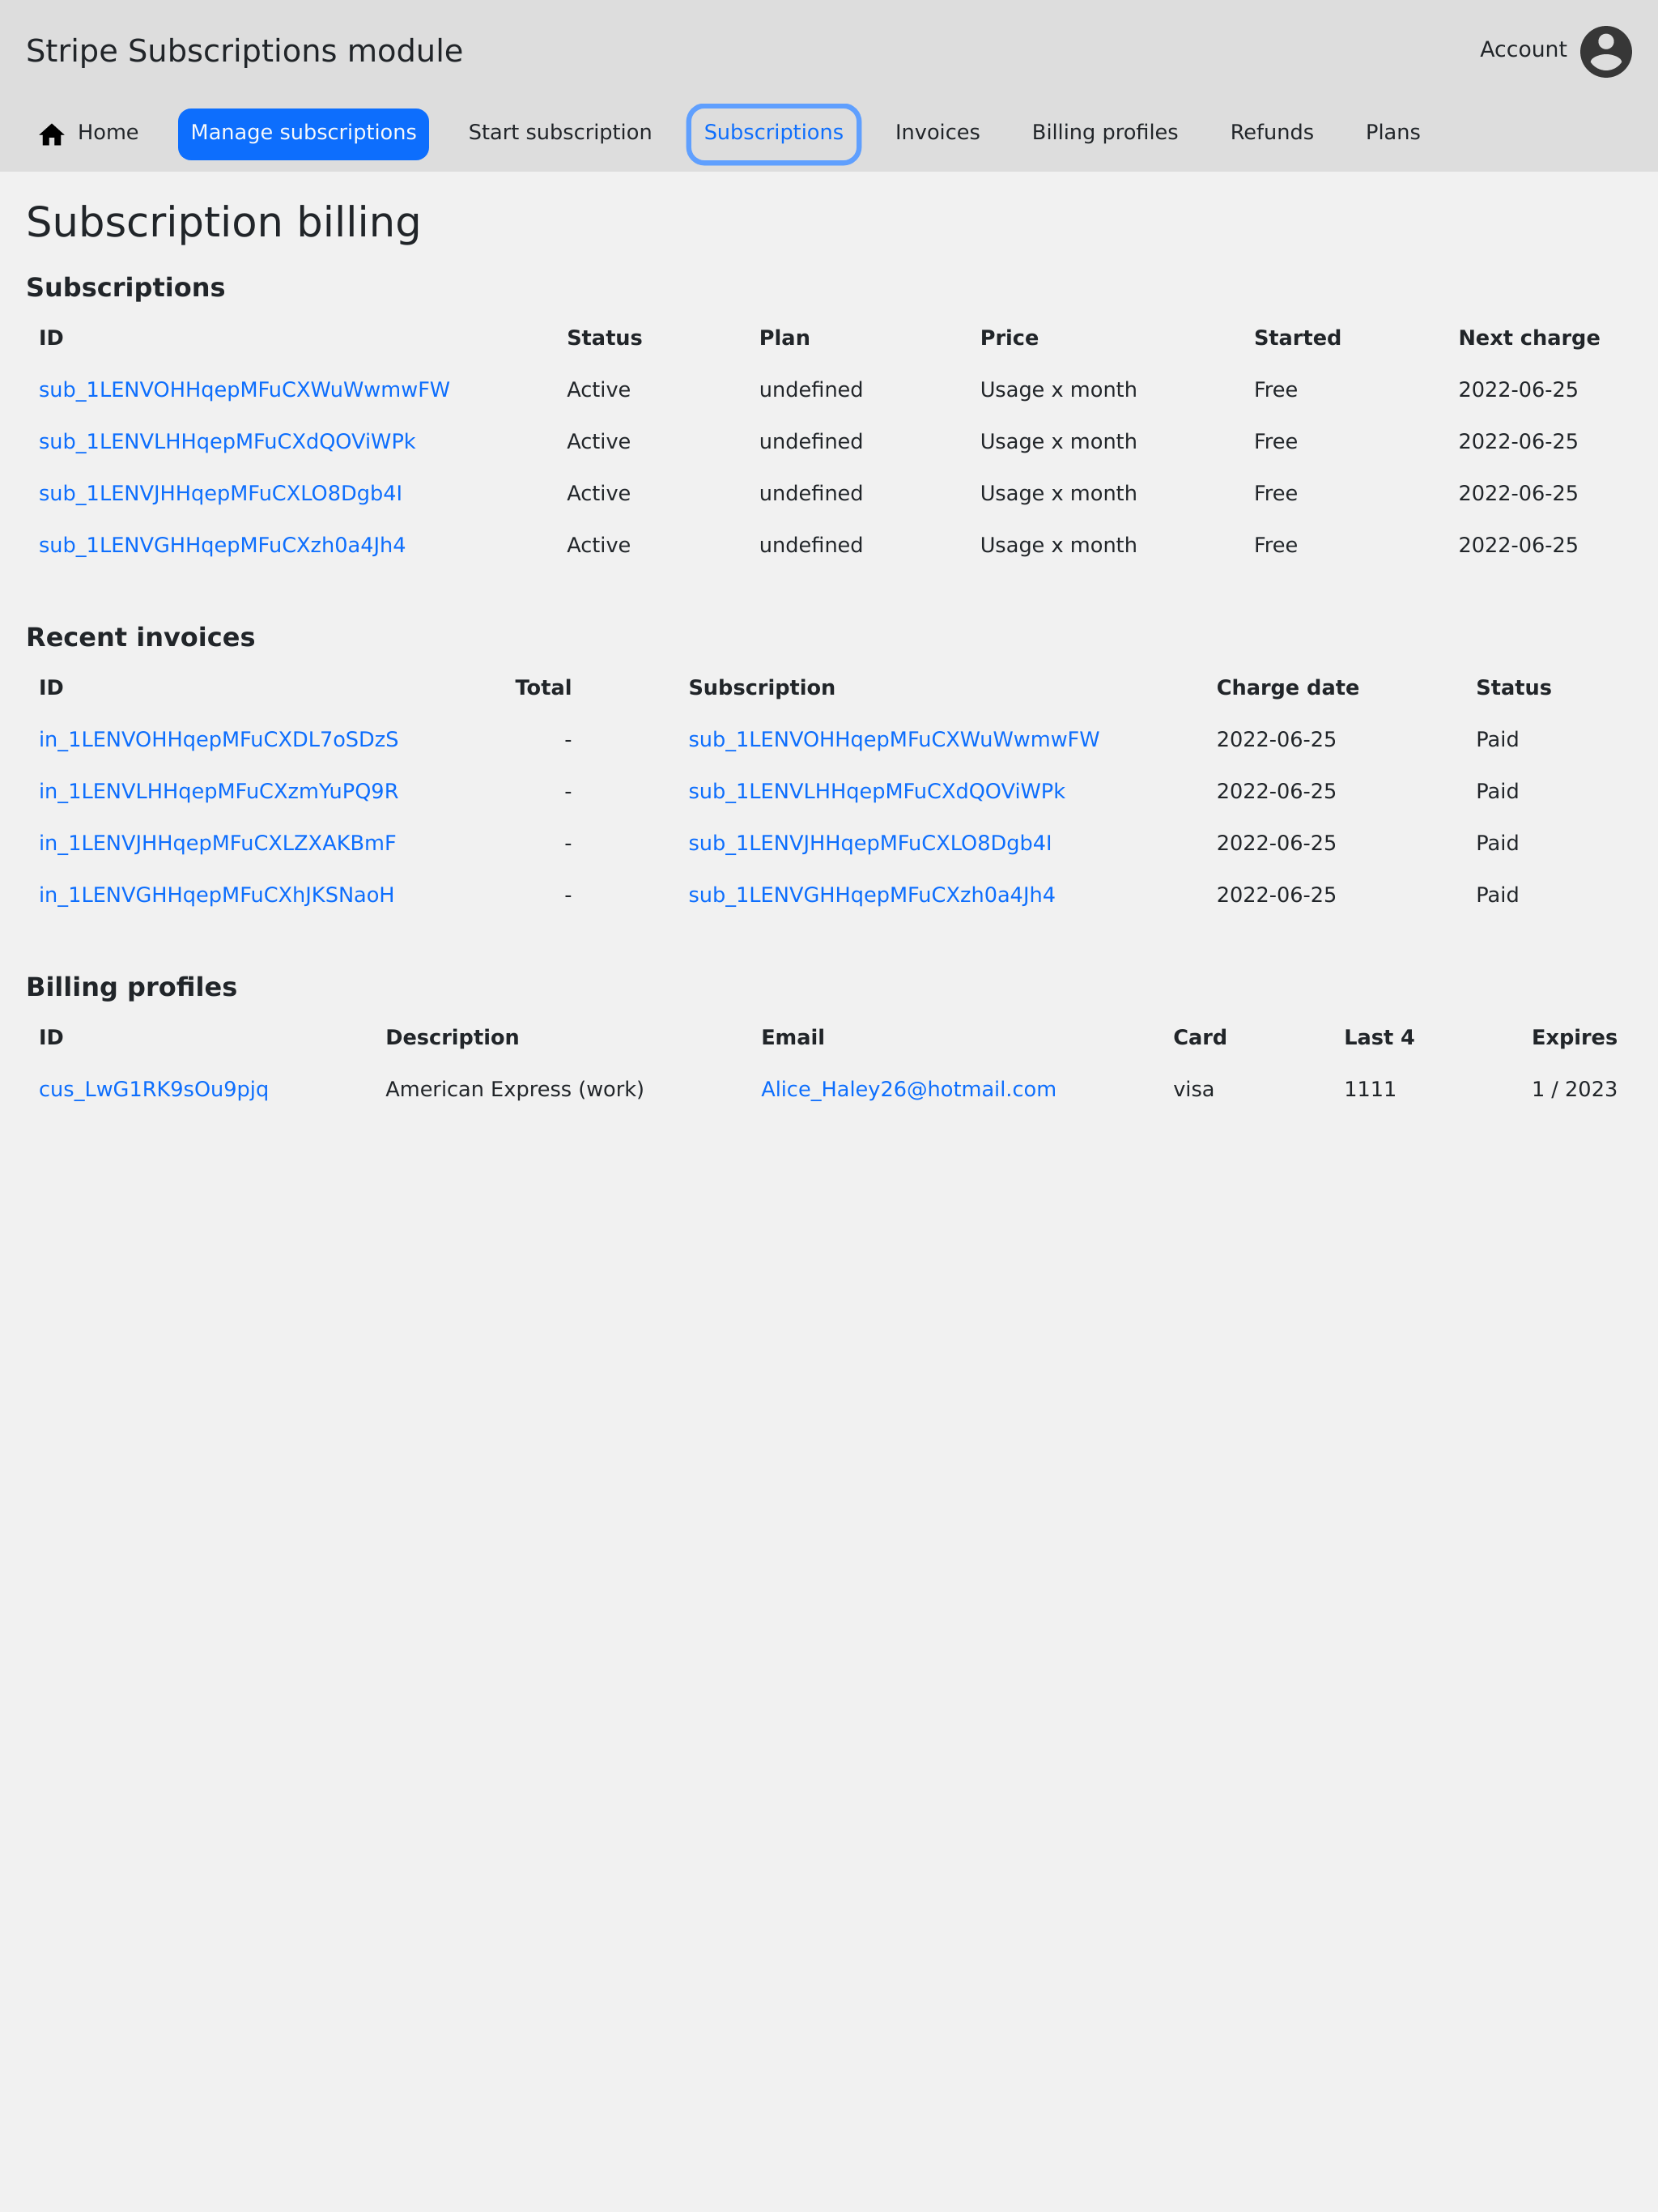 Stripe Subscriptions module
Account
Home Manage subscriptions Start subscription Subscriptions Invoices Billing profiles Refunds Plans
Subscription billing
Subscriptions
ID Status Plan Price Started Next charge
sub_1LENVOHHqepMFuCXWuWwmwFW Active undefined Usage x month Free 2022-06-25
sub_1LENVLHHqepMFuCXdQOViWPk Active undefined Usage x month Free 2022-06-25
sub_1LENVJHHqepMFuCXLO8Dgb4I Active undefined Usage x month Free 2022-06-25
sub_1LENVGHHqepMFuCXzh0a4Jh4 Active undefined Usage x month Free 2022-06-25
Recent invoices
ID Total Subscription Charge date Status
in_1LENVOHHqepMFuCXDL7oSDzS - sub_1LENVOHHqepMFuCXWuWwmwFW 2022-06-25 Paid
in_1LENVLHHqepMFuCXzmYuPQ9R - sub_1LENVLHHqepMFuCXdQOViWPk 2022-06-25 Paid
in_1LENVJHHqepMFuCXLZXAKBmF - sub_1LENVJHHqepMFuCXLO8Dgb4I 2022-06-25 Paid
in_1LENVGHHqepMFuCXhJKSNaoH - sub_1LENVGHHqepMFuCXzh0a4Jh4 2022-06-25 Paid
Billing profiles
ID Description Email Card Last 4 Expires
cus_LwG1RK9sOu9pjq American Express (work) Alice_Haley26@hotmail.com visa 1111 1 / 2023